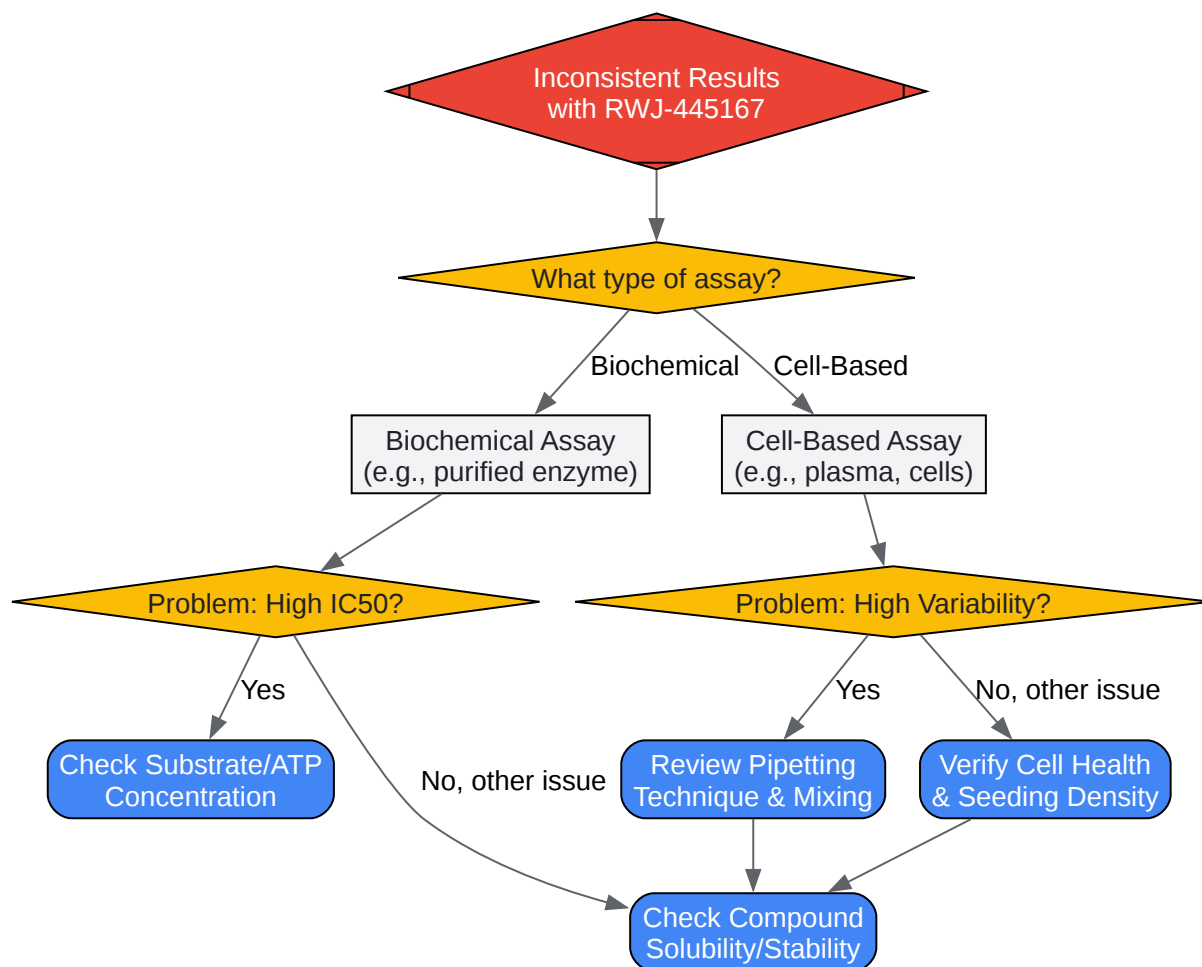 Inconsistent Results
with RWJ-445167
What type of assay?
Biochemical
Cell-Based
Biochemical Assay
(e.g., purified enzyme)
Cell-Based Assay
(e.g., plasma, cells)
Problem: High IC50?
Problem: High Variability?
Yes
Yes
No, other issue
Check Substrate/ATP
Concentration
No, other issue
Review Pipetting
Technique & Mixing
Verify Cell Health
& Seeding Density
Check Compound
Solubility/Stability